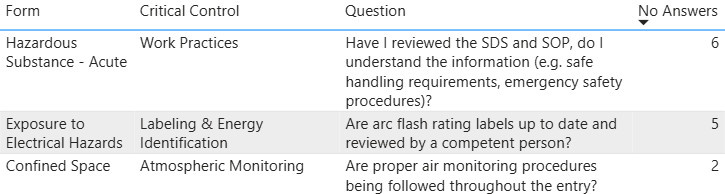 Form Critical Control Question No Answers
Hazardous Work Practices Have I reviewed the SDS and SOP, do I 6
Substance - Acute understand the information (e.g. safe
handling requirements, emergency safety
procedures)?
Exposure to Labeling & Energy Are arc flash rating labels up to date and 5
Electrical Hazards Identification reviewed by a competent person?
Confined Space Atmospheric Monitoring Are proper air monitoring procedures 2
being followed throughout the entry?